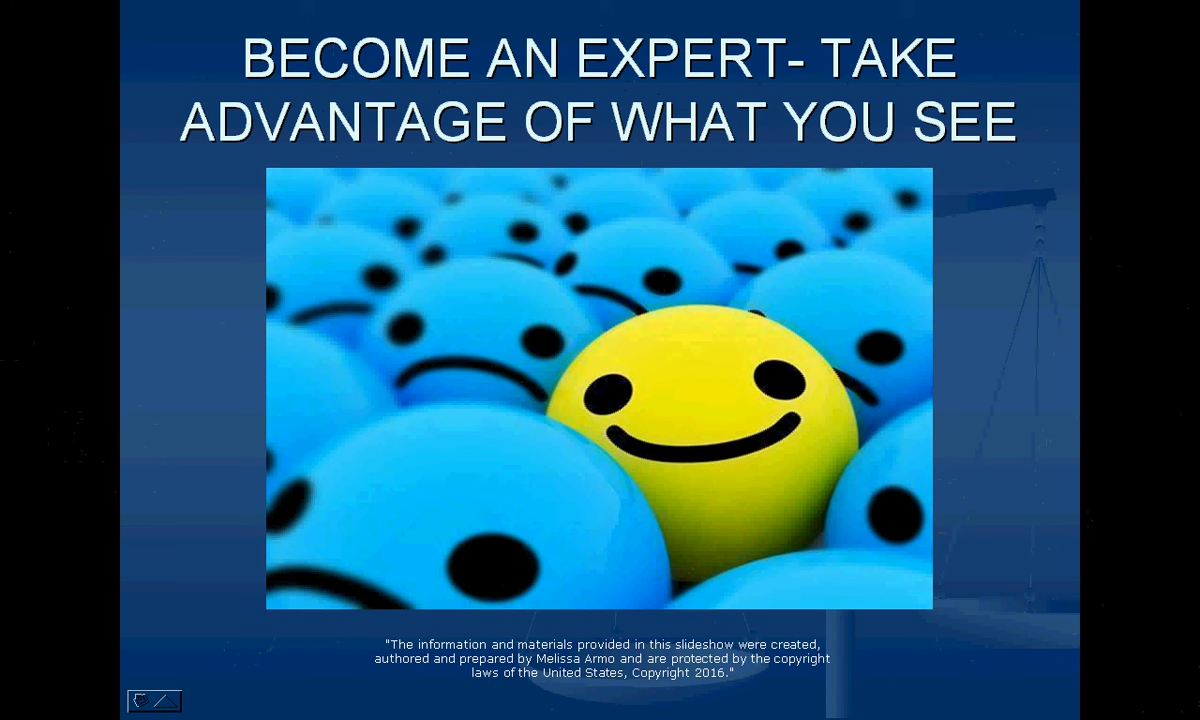 BECOME AN EXPERT- TAKE
ADVANTAGE OF WHAT YOU SEE
"The information and materials provided in this slideshow were created,
authored and prepared by Melissa Armo and are protected by the copyright
laws of the United States, Copyright 2016."